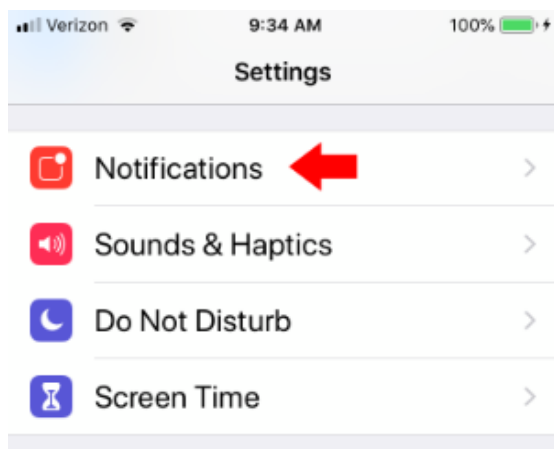 Verizon 9:34 AM 100%
Settings
Notifications
Sounds & Haptics
Do Not Disturb
Screen Time